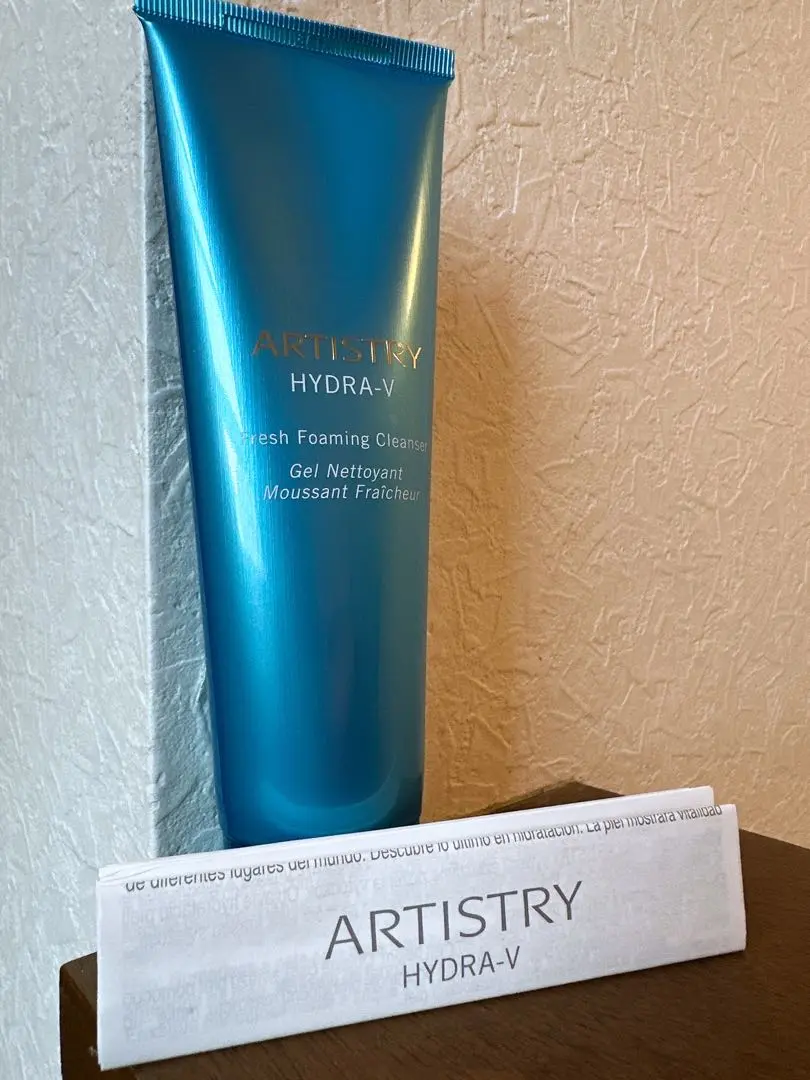 ARTISTRY
HYDRA-V
Fresh Foaming Cleanser
Gel Nettoyant
Moussant Fraîcheur
de diferentes lugares del mundo. Descubre lo último en hidratación. La piel mostrará vitalidad
ARTISTRY
HYDRA-V